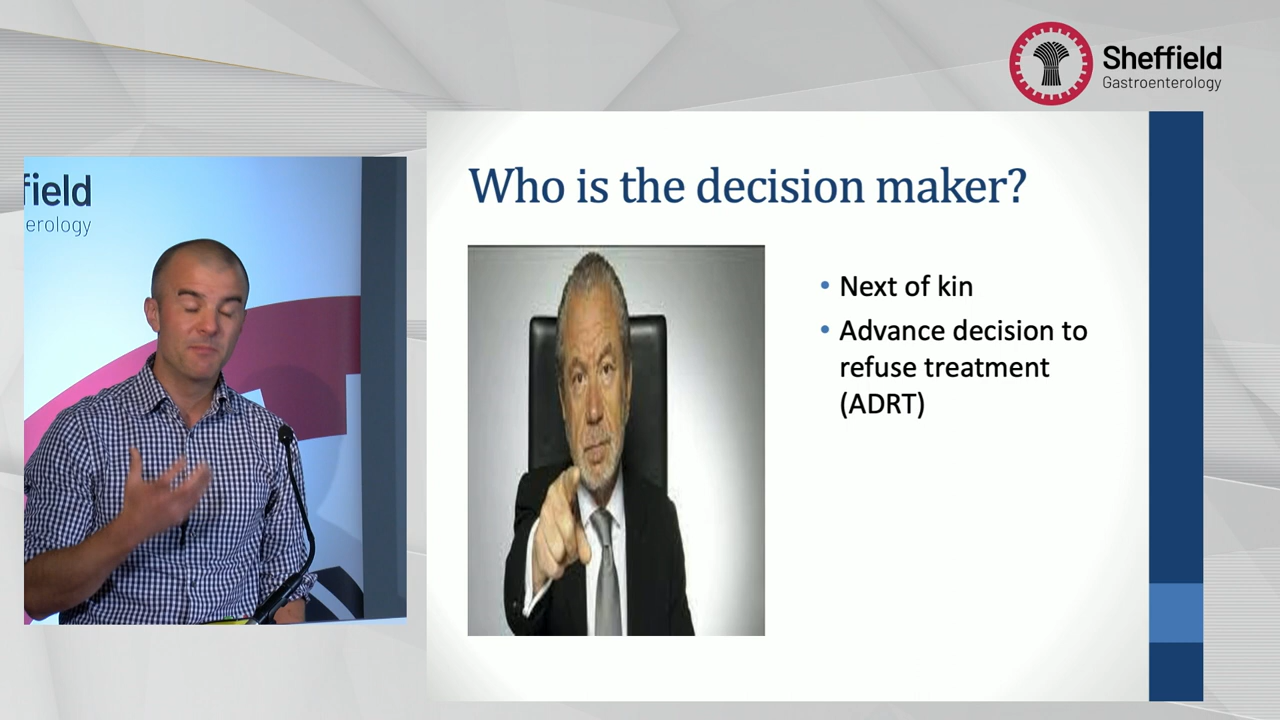 Sheffield
Gastroenterology
field
erology
Who is the decision maker?
• Next of kin
• Advance decision to
refuse treatment
(ADRT)